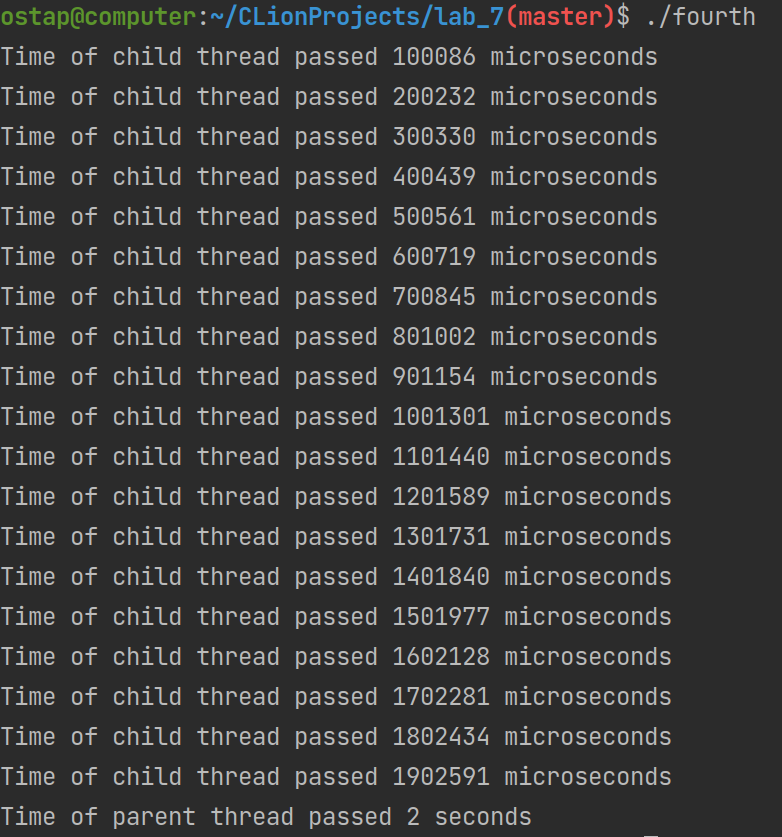 ostap@computer:~/CLionProjects/lab_7(master)$ ./fourth
Time of child thread passed 100086 microseconds
Time of child thread passed 200232 microseconds
Time of child thread passed 300330 microseconds
Time of child thread passed 400439 microseconds
Time of child thread passed 500561 microseconds
Time of child thread passed 600719 microseconds
Time of child thread passed 700845 microseconds
Time of child thread passed 801002 microseconds
Time of child thread passed 901154 microseconds
Time of child thread passed 1001301 microseconds
Time of child thread passed 1101440 microseconds
Time of child thread passed 1201589 microseconds
Time of child thread passed 1301731 microseconds
Time of child thread passed 1401840 microseconds
Time of child thread passed 1501977 microseconds
Time of child thread passed 1602128 microseconds
Time of child thread passed 1702281 microseconds
Time of child thread passed 1802434 microseconds
Time of child thread passed 1902591 microseconds
Time of parent thread passed 2 seconds